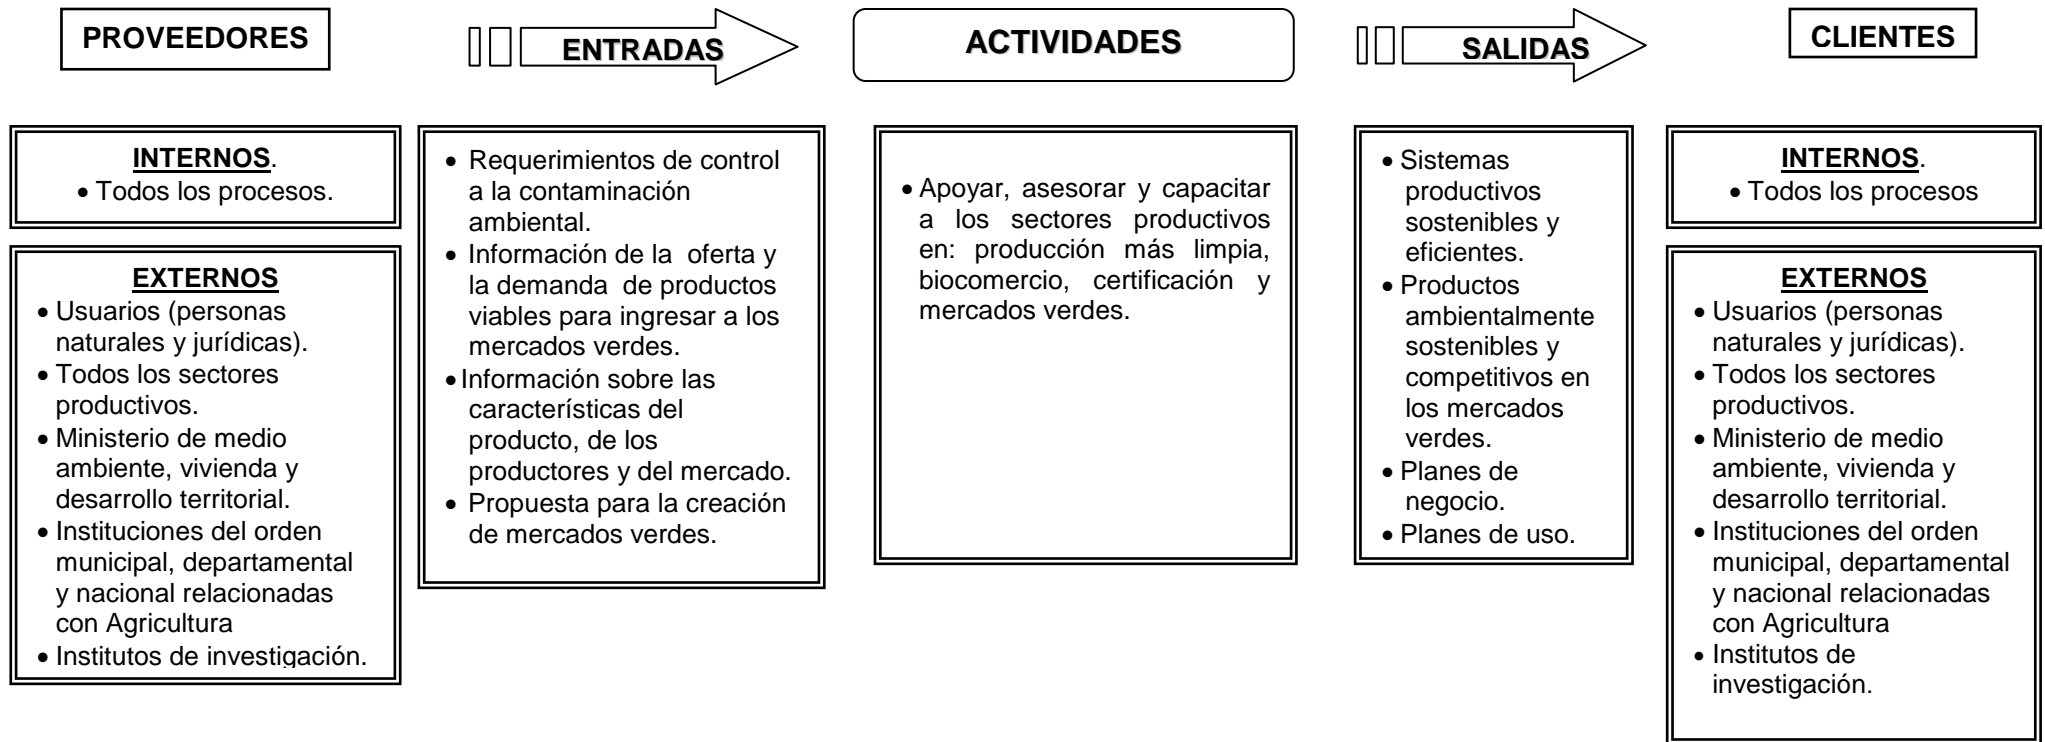 PROVEEDORES
ENTRADAS
ACTIVIDADES
SALIDAS
CLIENTES
INTERNOS.
• Todos los procesos.
EXTERNOS
• Usuarios (personas
naturales y jurídicas).
• Todos los sectores
productivos.
• Ministerio de medio
ambiente, vivienda y
desarrollo territorial.
• Instituciones del orden
municipal, departamental
y nacional relacionadas
con Agricultura
• Institutos de investigación.
• Requerimientos de control
a la contaminación
ambiental.
• Información de la oferta y
la demanda de productos
viables para ingresar a los
mercados verdes.
• Información sobre las
características del
producto, de los
productores y del mercado.
• Propuesta para la creación
de mercados verdes.
• Apoyar, asesorar y capacitar
a los sectores productivos
en: producción más limpia,
biocomercio, certificación y
mercados verdes.
• Sistemas
productivos
sostenibles y
eficientes.
• Productos
ambientalmente
sostenibles y
competitivos en
los mercados
verdes.
• Planes de
negocio.
• Planes de uso.
INTERNOS.
• Todos los procesos
EXTERNOS
• Usuarios (personas
naturales y jurídicas).
• Todos los sectores
productivos.
• Ministerio de medio
ambiente, vivienda y
desarrollo territorial.
• Instituciones del orden
municipal, departamental
y nacional relacionadas
con Agricultura
• Institutos de
investigación.